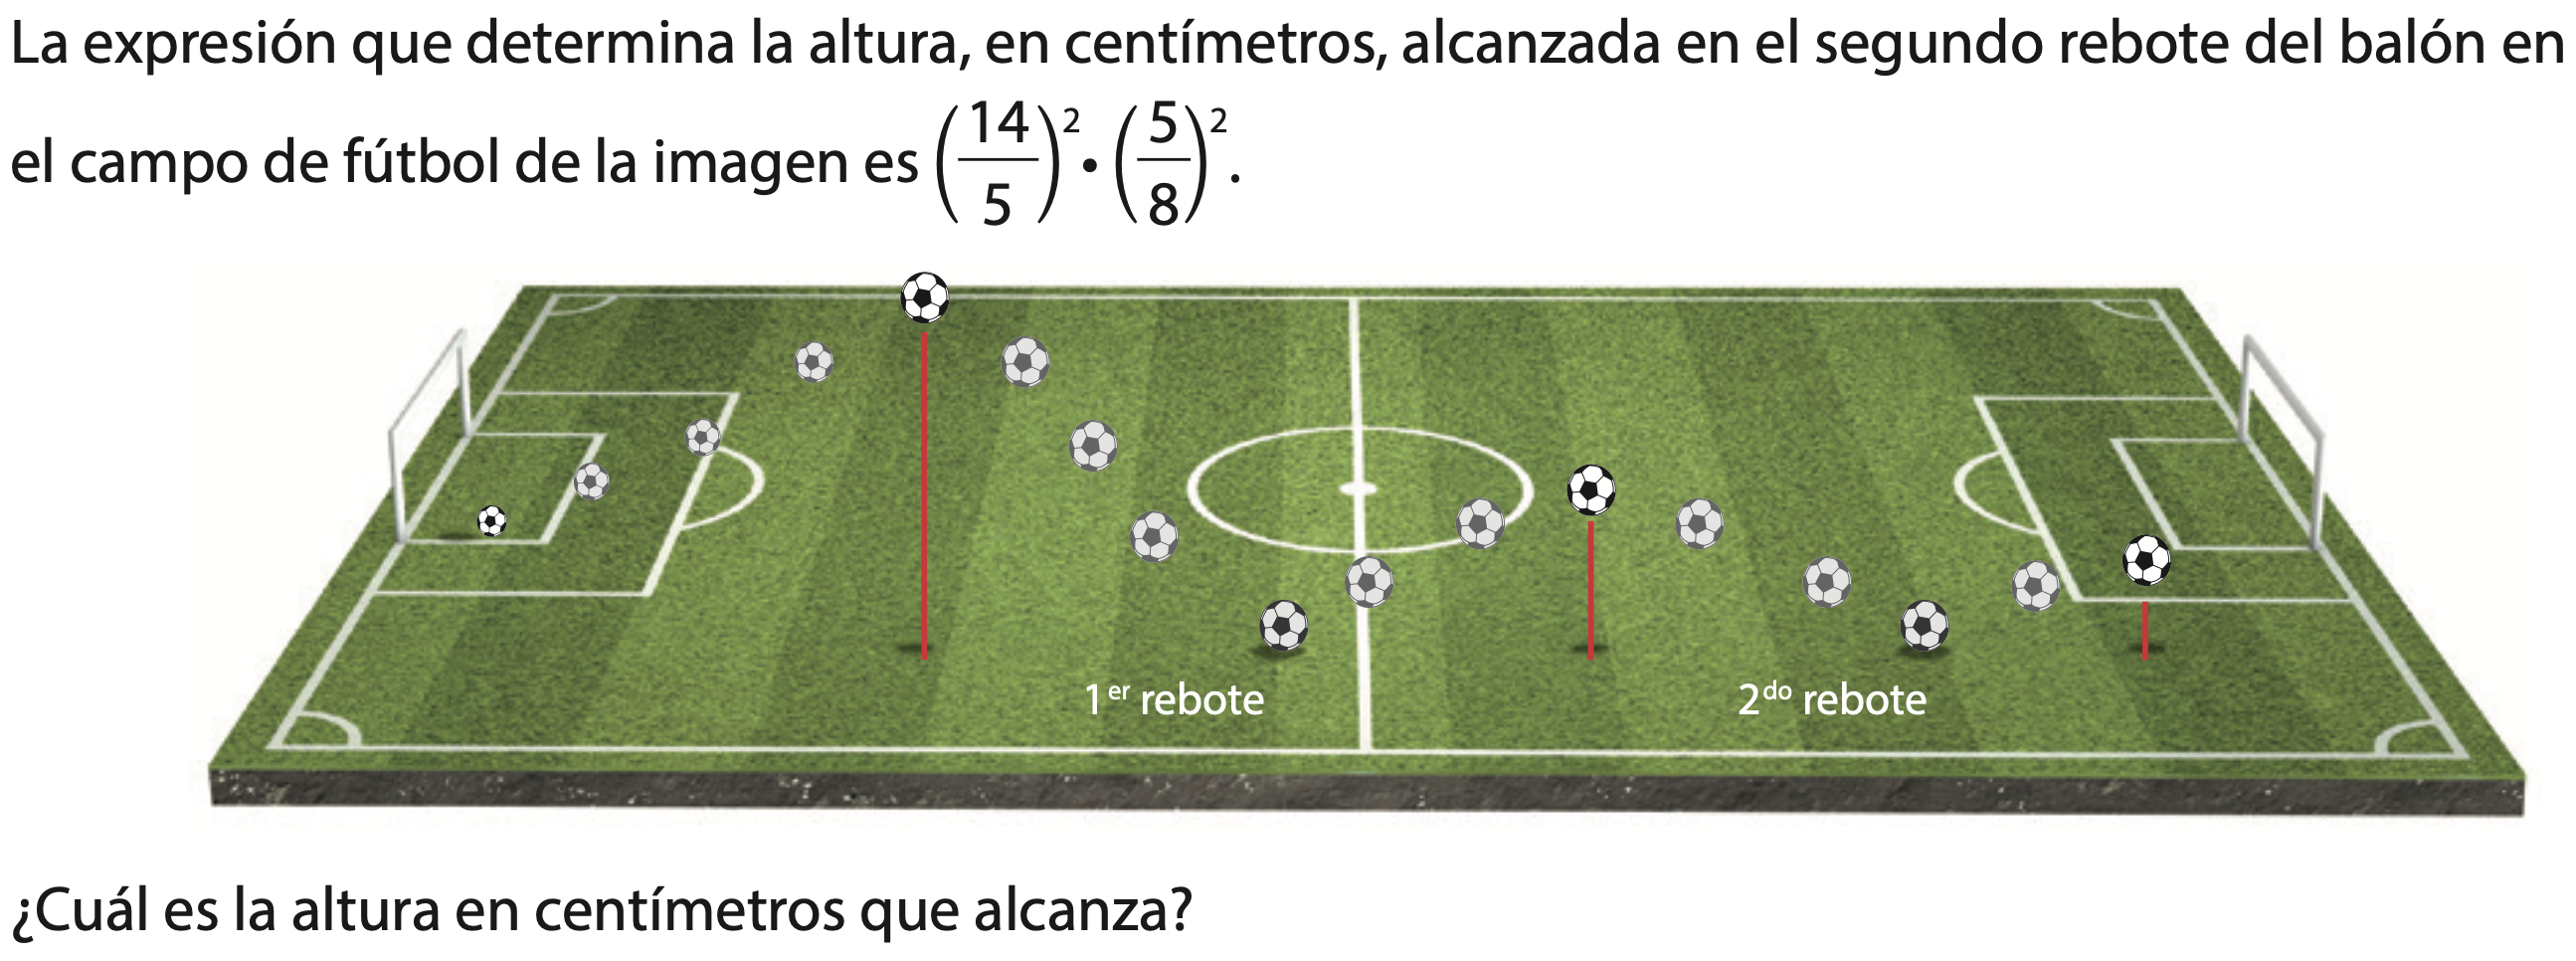 La expresión que determina la altura, en centímetros, alcanzada en el segundo rebote del balón en
el campo de fútbol de la imagen es (14/5)² • (5/8)².
1er rebote
2do rebote
¿Cuál es la altura en centímetros que alcanza?